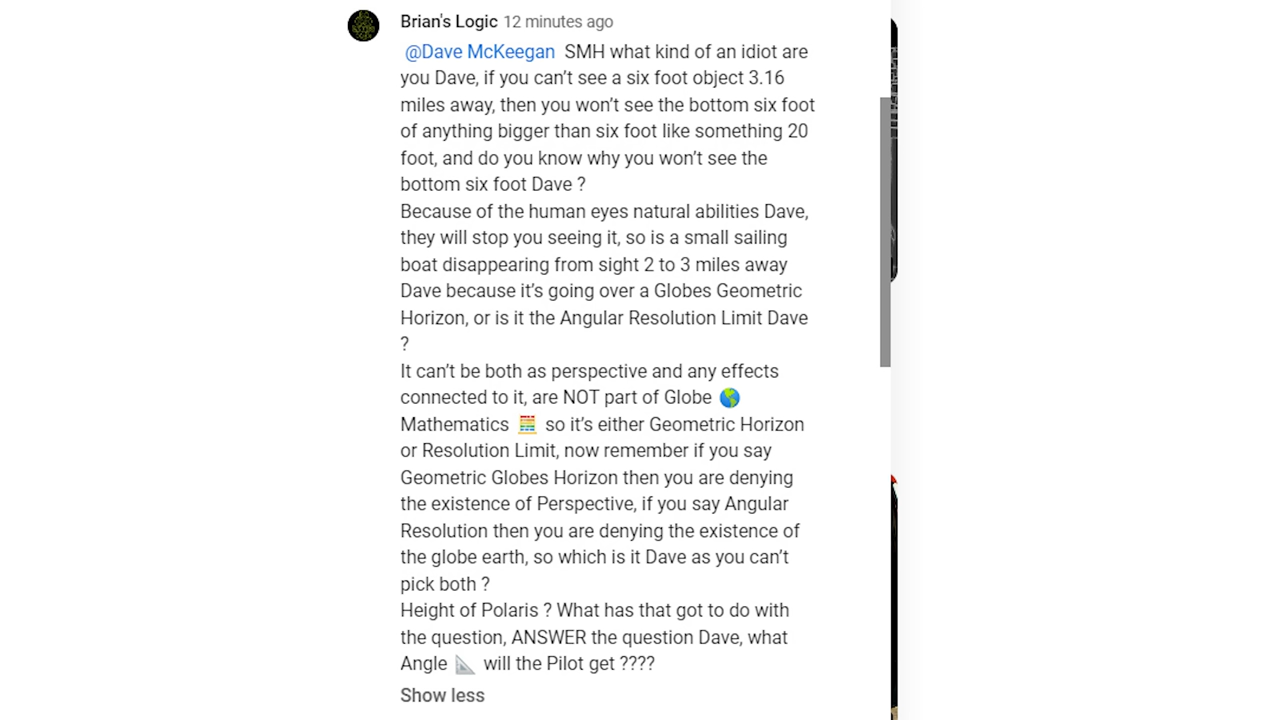 Brian's Logic 12 minutes ago
@Dave McKeegan SMH what kind of an idiot are
you Dave, if you can't see a six foot object 3.16
miles away, then you won't see the bottom six foot
of anything bigger than six foot like something 20
foot, and do you know why you won't see the
bottom six foot Dave ?
Because of the human eyes natural abilities Dave,
they will stop you seeing it, so is a small sailing
boat disappearing from sight 2 to 3 miles away
Dave because it's going over a Globes Geometric
Horizon, or is it the Angular Resolution Limit Dave
?
It can't be both as perspective and any effects
connected to it, are NOT part of Globe 🌎
Mathematics 🧮 so it's either Geometric Horizon
or Resolution Limit, now remember if you say
Geometric Globes Horizon then you are denying
the existence of Perspective, if you say Angular
Resolution then you are denying the existence of
the globe earth, so which is it Dave as you can't
pick both ?
Height of Polaris ? What has that got to do with
the question, ANSWER the question Dave, what
Angle 📐 will the Pilot get ????
Show less